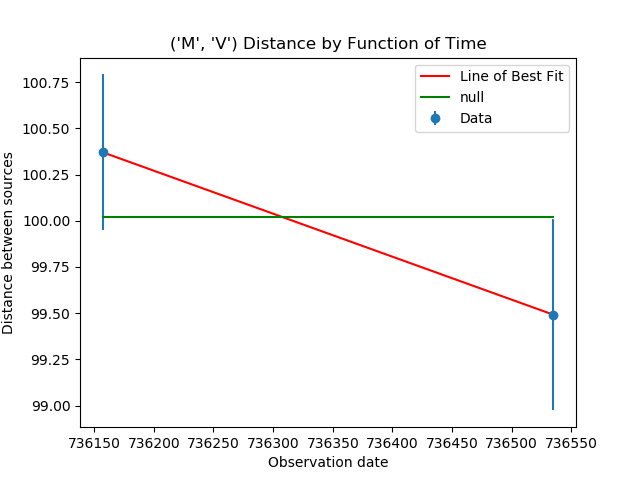 ('M', 'V') Distance by Function of Time
Distance between sources
100.75
100.50
100.25
100.00
99.75
99.50
99.25
99.00
Line of Best Fit
null
Data
736150 736200 736250 736300 736350 736400 736450 736500 736550
Observation date